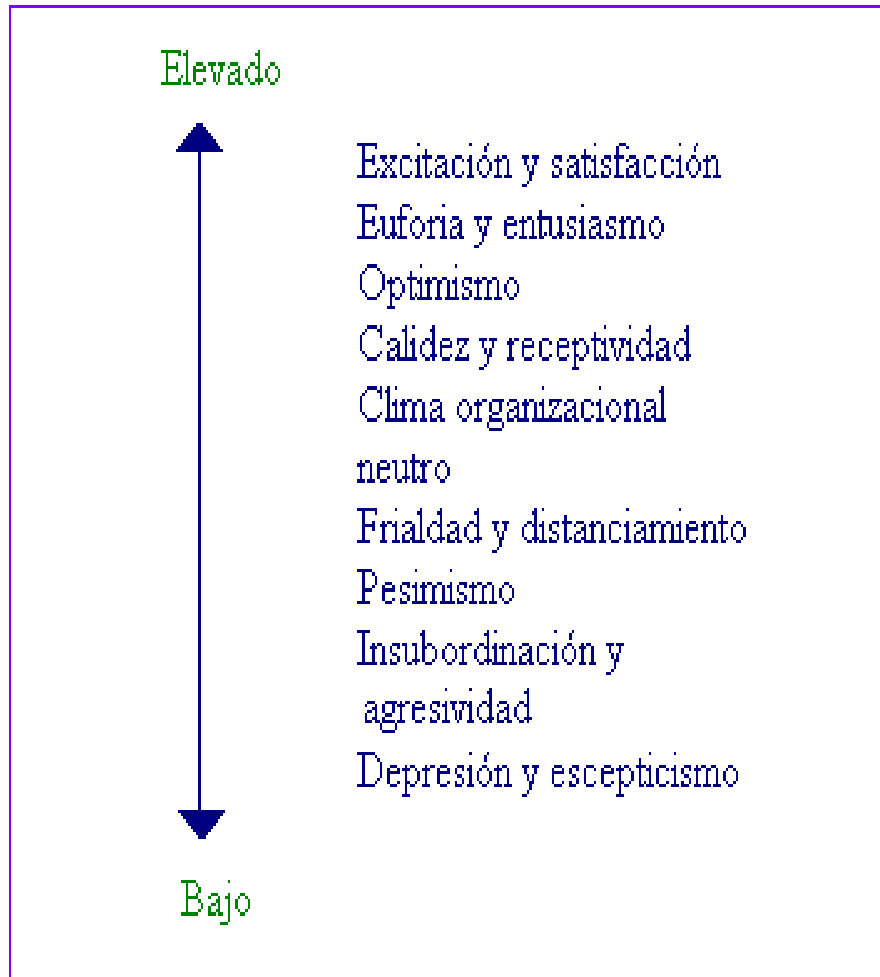 Elevado
Excitación y satisfacción
Euforia y entusiasmo
Optimismo
Calidez y receptividad
Clima organizacional
neutro
Frialdad y distanciamiento
Pesimismo
Insubordinación y
agresividad
Depresión y escepticismo
Bajo